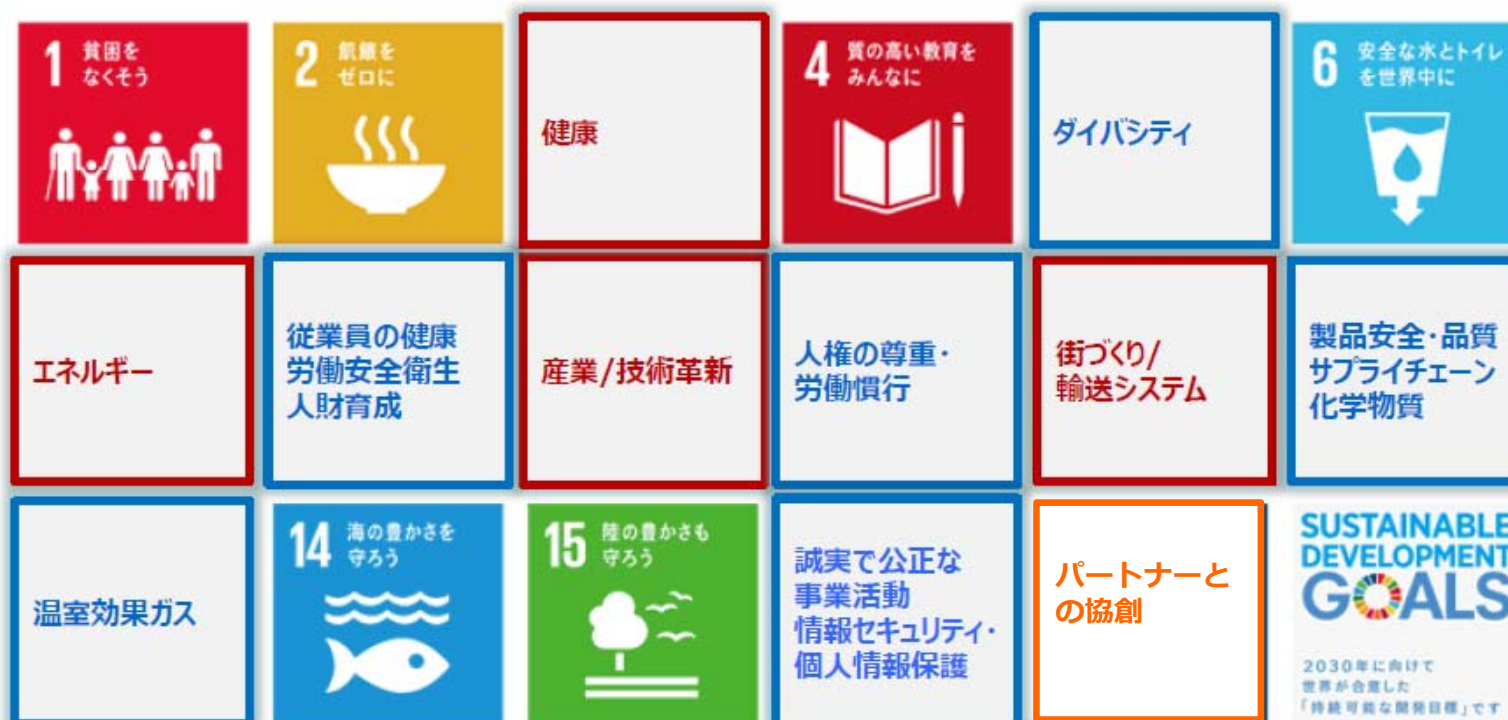 1 貧困を
なくそう
2 飢餓を
ゼロに
健康
4 質の高い教育を
みんなに
ダイバシティ
6 安全な水とトイレ
を世界中に
エネルギー
従業員の健康
労働安全衛生
人財育成
産業/技術革新
人権の尊重・
労働慣行
街づくり/
輸送システム
製品安全・品質
サプライチェーン
化学物質
温室効果ガス
14 海の豊かさを
守ろう
15 陸の豊かさも
守ろう
誠実で公正な
事業活動
情報セキュリティ・
個人情報保護
パートナーと
の協創
SUSTAINABLE
DEVELOPMENT
GOALS
2030年に向けて
世界が合意した
「持続可能な開発目標」です